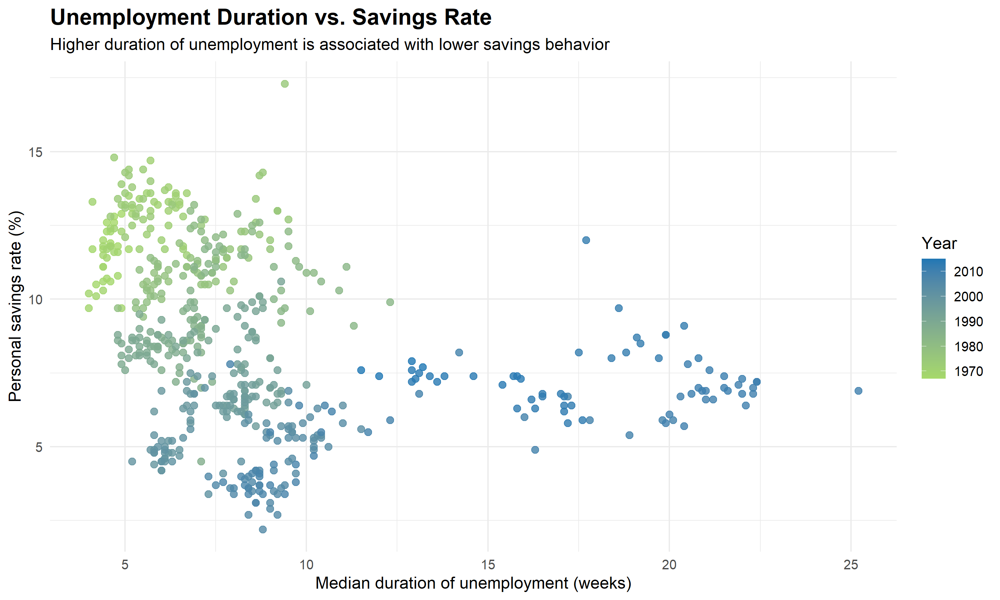 Unemployment Duration vs. Savings Rate
Higher duration of unemployment is associated with lower savings behavior
Personal savings rate (%)
15
10
5
5
10
15
20
25
Median duration of unemployment (weeks)
Year
2010
2000
1990
1980
1970